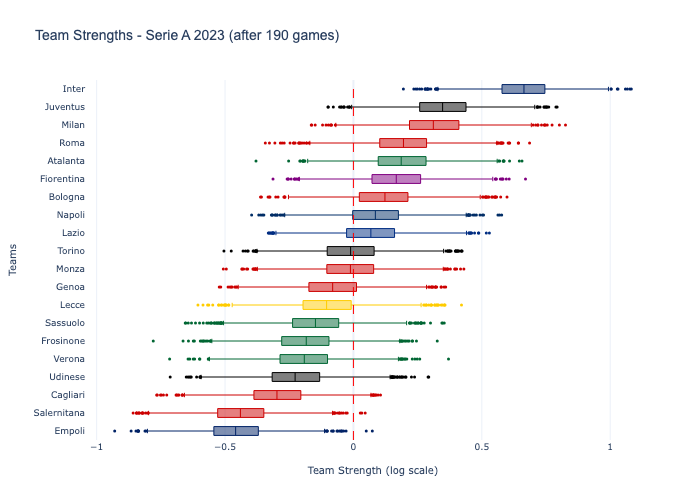 Team Strengths - Serie A 2023 (after 190 games)
Inter
Juventus
Milan
Roma
Atalanta
Fiorentina
Bologna
Napoli
Lazio
Torino
Monza
Genoa
Lecce
Sassuolo
Frosinone
Verona
Udinese
Cagliari
Salernitana
Empoli
Teams
−1 −0.5 0 0.5 1
Team Strength (log scale)